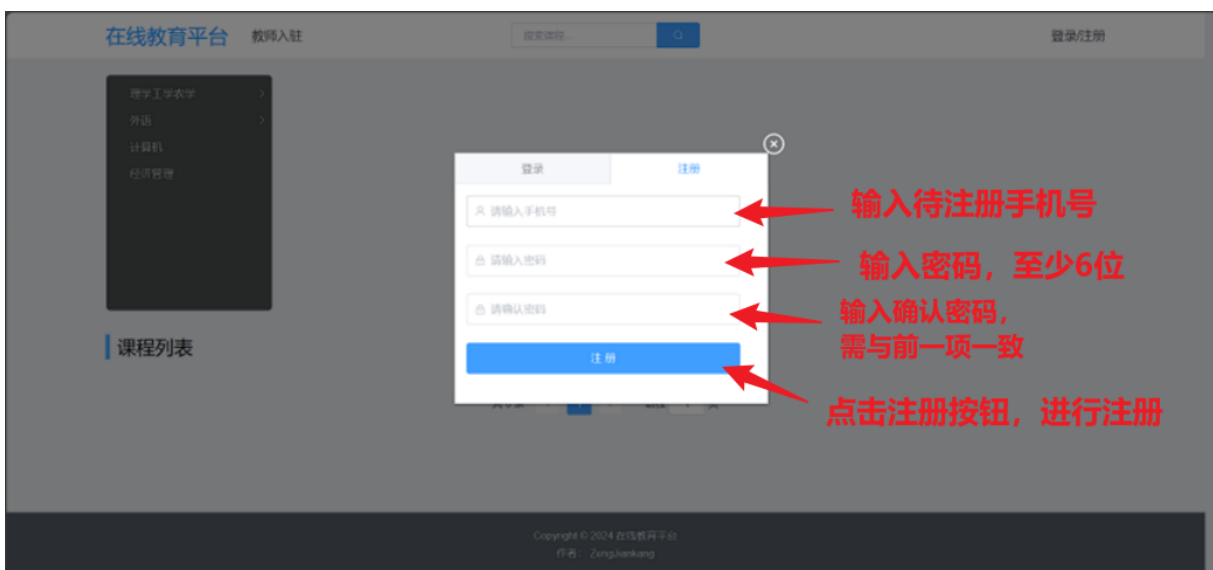 在线教育平台 教师入驻 搜索课程... 登录/注册
理学工学农学
外语
计算机
经济管理
登录 注册
请输入手机号
输入待注册手机号
请输入密码
输入密码，至少6位
请确认密码
输入确认密码，
需与前一项一致
课程列表
注册
点击注册按钮，进行注册
Copyright © 2024 在线教育平台
作者： ZengJiankang